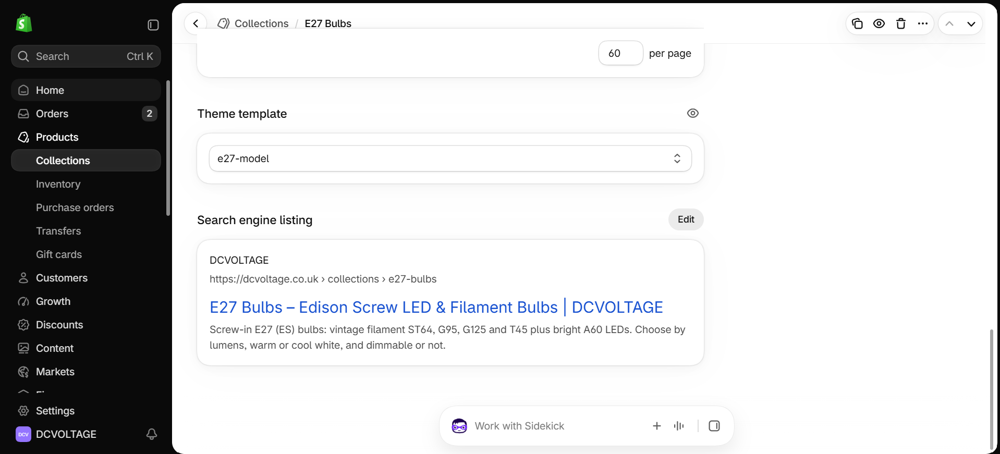 Search
Ctrl K
Home
Orders
2
Products
Collections
Inventory
Purchase orders
Transfers
Gift cards
Customers
Growth
Discounts
Content
Markets
Settings
DCV
DCVOLTAGE
Collections / E27 Bulbs
60
per page
Theme template
e27-model
Search engine listing
Edit
DCVOLTAGE
https://dcvoltage.co.uk › collections › e27-bulbs
E27 Bulbs – Edison Screw LED & Filament Bulbs | DCVOLTAGE
Screw-in E27 (ES) bulbs: vintage filament ST64, G95, G125 and T45 plus bright A60 LEDs. Choose by
lumens, warm or cool white, and dimmable or not.
Work with Sidekick